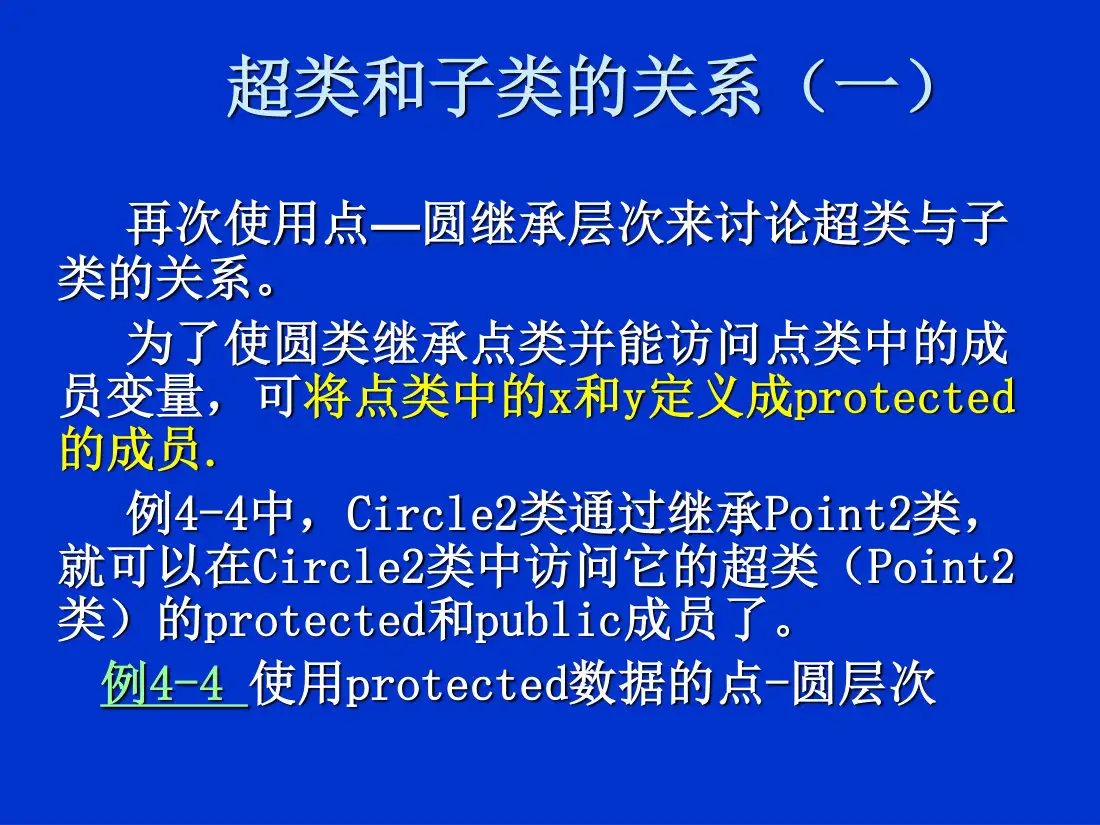 超类和子类的关系（一）
再次使用点—圆继承层次来讨论超类与子
类的关系。
为了使圆类继承点类并能访问点类中的成
员变量，可将点类中的x和y定义成protected
的成员.
例4-4中，Circle2类通过继承Point2类，
就可以在Circle2类中访问它的超类（Point2
类）的protected和public成员了。
例4-4 使用protected数据的点-圆层次